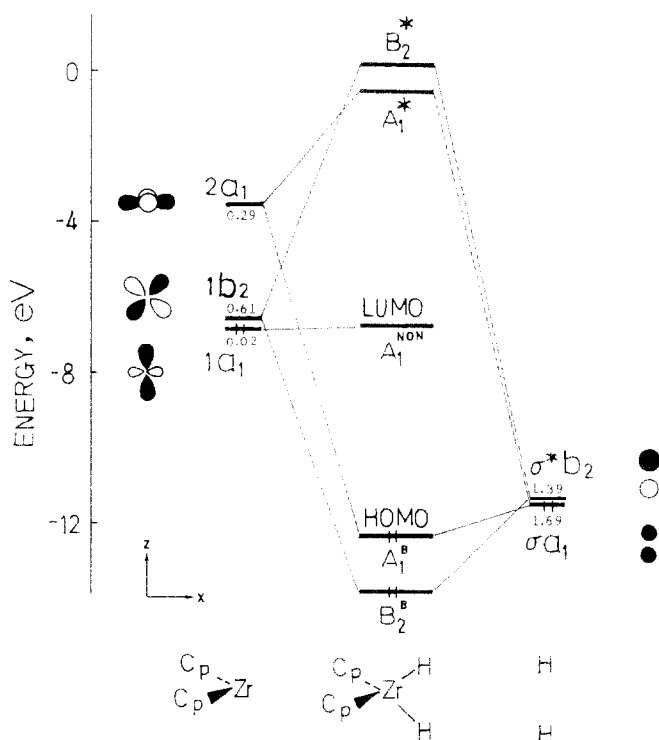 B₂*
0
A₁*
2a₁
0.29
-4
1b₂
0.61
LUMO
A₁ᴺᴼᴺ
0.02
1a₁
-8
ENERGY, eV
σ* b₂
1.39
HOMO
-12
1.69
A₁ᴮ
σa₁
z
B₂ᴮ
x
Cp Zr Cp
Cp Zr Cp H H
H H